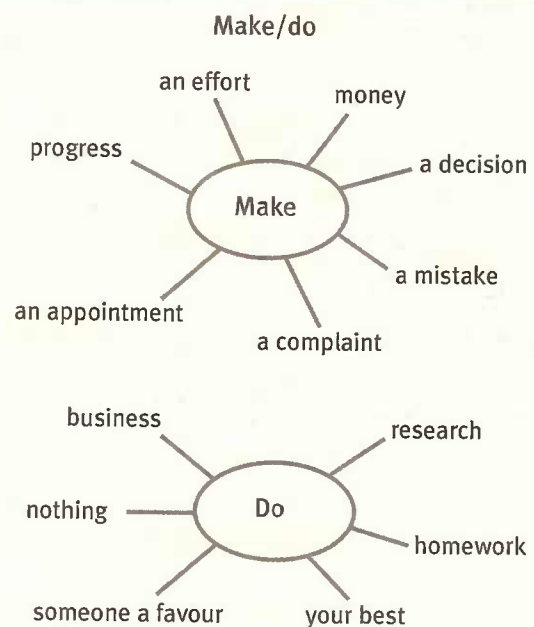 Make/do
an effort
money
progress
a decision
Make
a mistake
an appointment
a complaint
business
research
nothing
Do
homework
someone a favour
your best